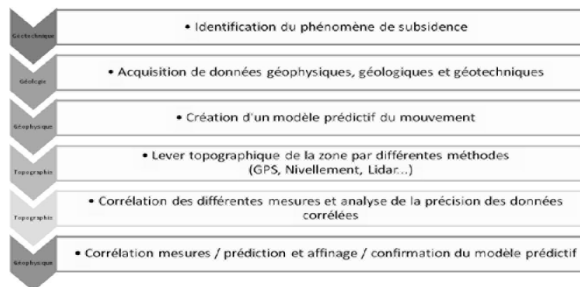 Géotechnique
• Identification du phénomène de subsidence
Géologie
• Acquisition de données géophysiques, géologiques et géotechniques
Géophysique
• Création d'un modèle prédictif du mouvement
Topographie
• Lever topographique de la zone par différentes méthodes
(GPS, Nivellement, Lidar...)
Topographie
• Corrélation des différentes mesures et analyse de la précision des données
corrélées
Géophysique
• Corrélation mesures / prédiction et affinage / confirmation du modèle prédictif